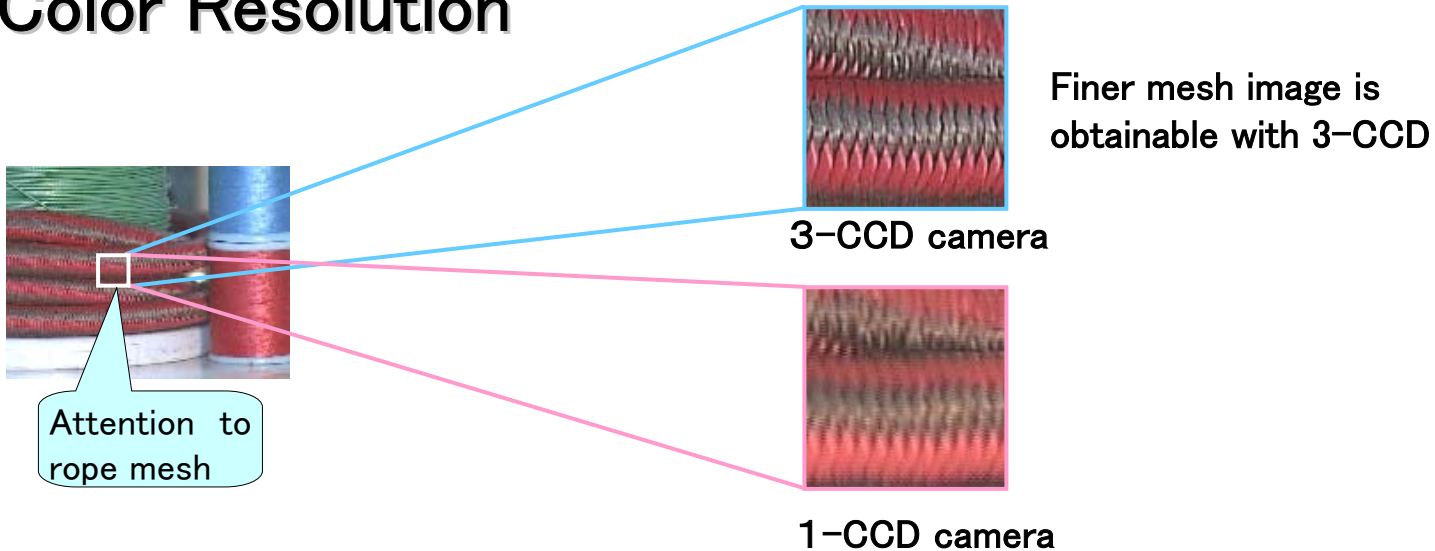 Color Resolution
Finer mesh image is
obtainable with 3-CCD
3-CCD camera
Attention to
rope mesh
1-CCD camera